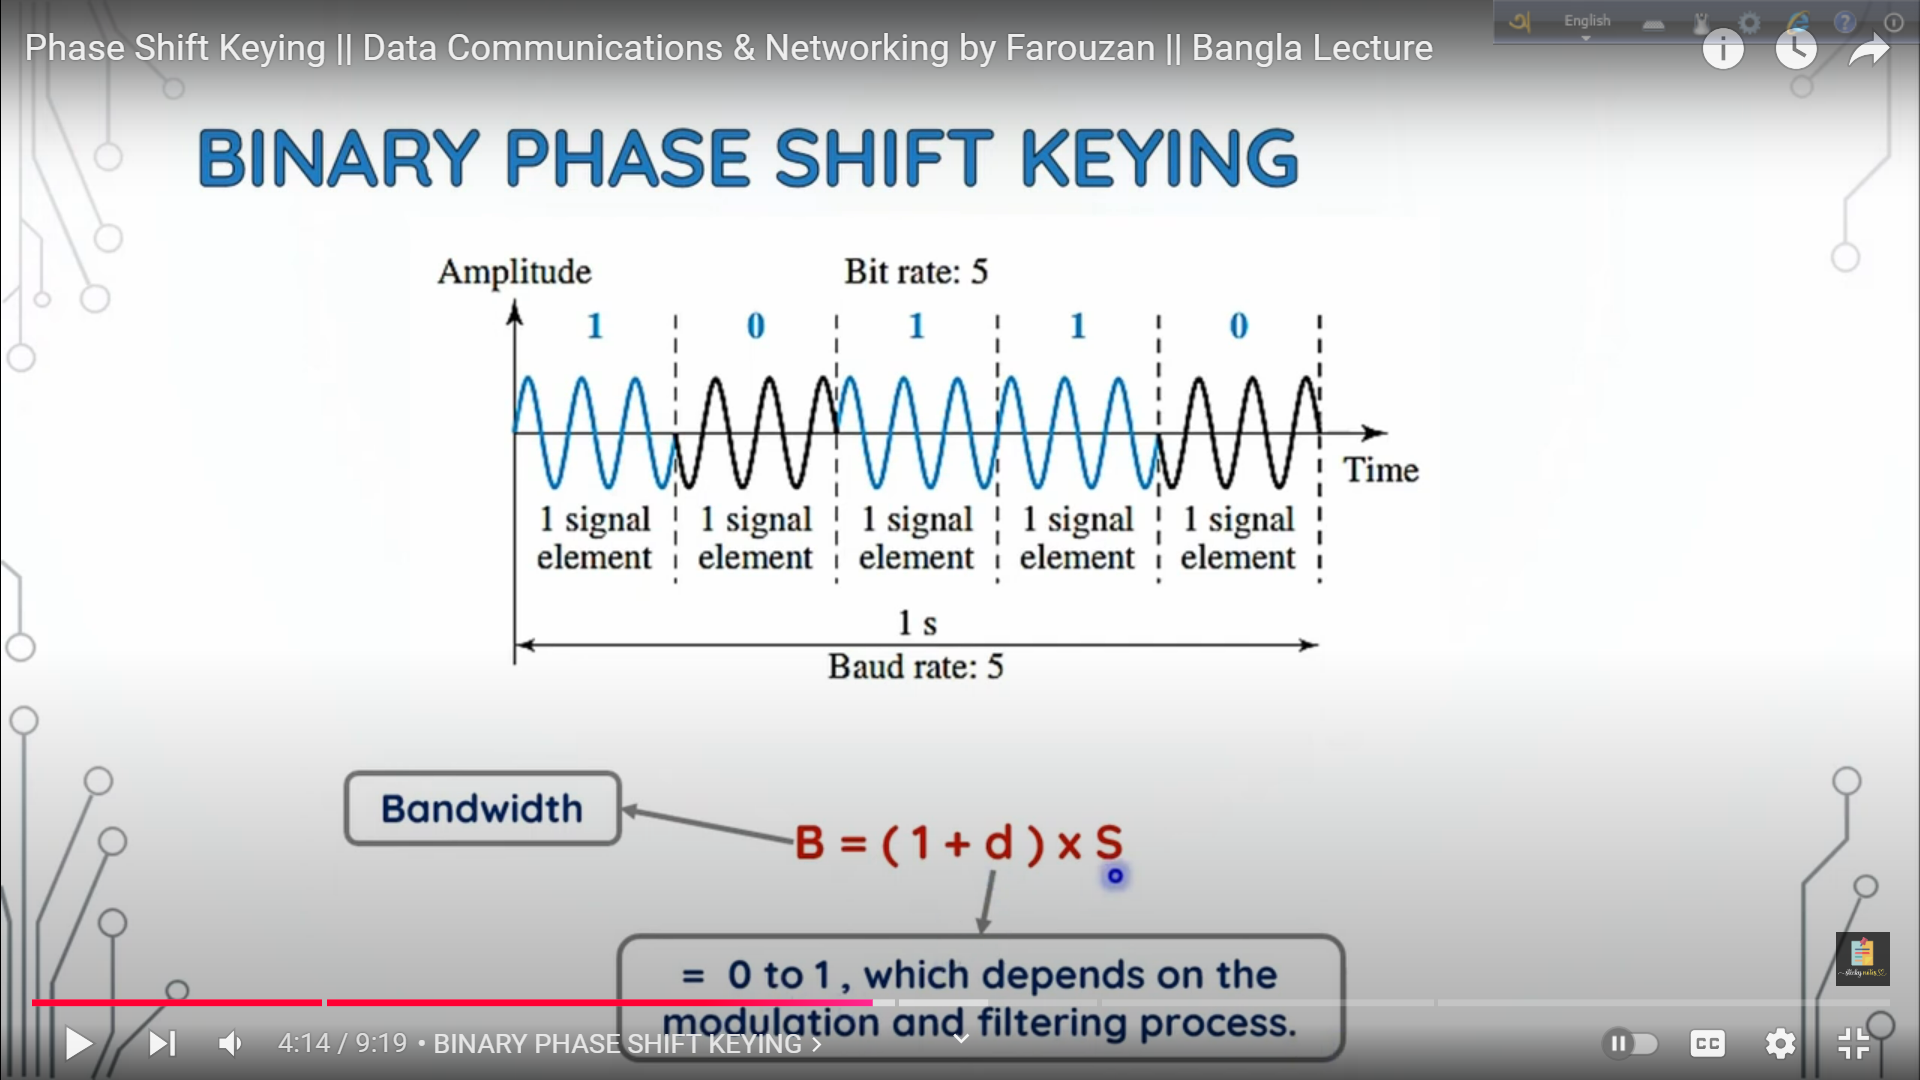 অ English
Phase Shift Keying || Data Communications & Networking by Farouzan || Bangla Lecture
BINARY PHASE SHIFT KEYING
Amplitude Bit rate: 5
1 0 1 1 0
Time
1 signal element 1 signal element 1 signal element 1 signal element 1 signal element
1 s
Baud rate: 5
Bandwidth
B = ( 1 + d ) x S
= 0 to 1 , which depends on the
modulation and filtering process.
sticky notes
4:14 / 9:19 • BINARY PHASE SHIFT KEYING ›
CC